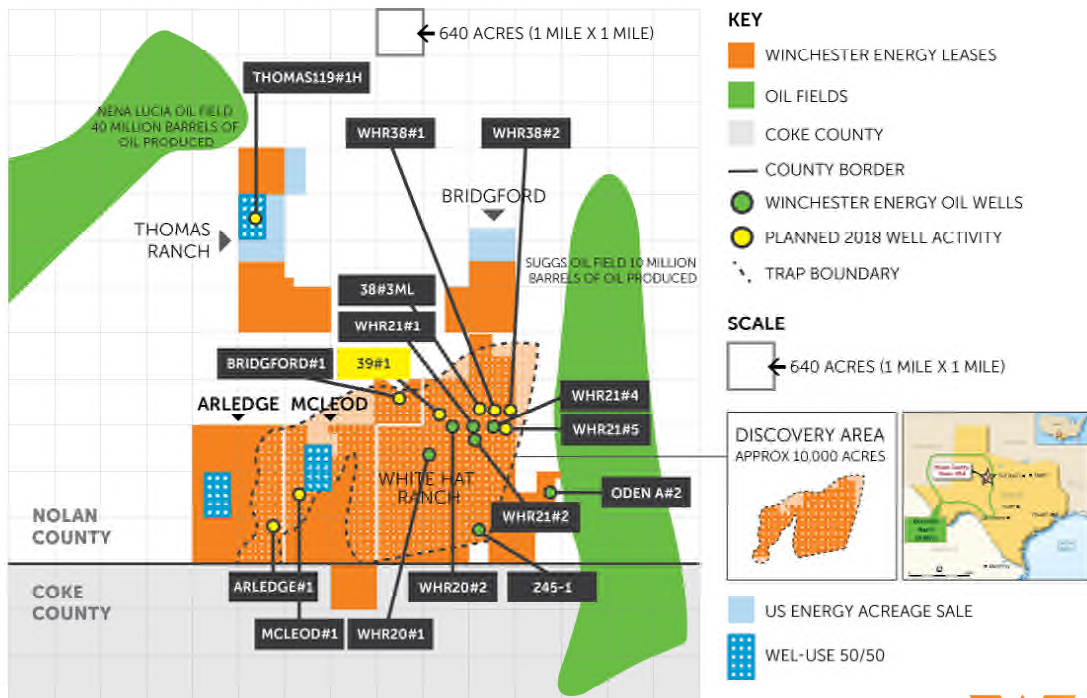 640 ACRES (1 MILE X 1 MILE)
THOMAS119#1H
NENA LUCIA OIL FIELD
40 MILLION BARRELS OF
OIL PRODUCED
WHR38#1
WHR38#2
BRIDGFORD
THOMAS
RANCH
SUGGS OIL FIELD 10 MILLION
BARRELS OF OIL PRODUCED
38#3ML
WHR21#1
BRIDGFORD#1
39#1
ARLEDGE
MCLEOD
WHR21#4
WHR21#5
WHITE HAT
RANCH
ODEN A#2
WHR21#2
NOLAN
COUNTY
COKE
COUNTY
ARLEDGE#1
WHR20#2
245-1
MCLEOD#1
WHR20#1
KEY
WINCHESTER ENERGY LEASES
OIL FIELDS
COKE COUNTY
COUNTY BORDER
WINCHESTER ENERGY OIL WELLS
PLANNED 2018 WELL ACTIVITY
TRAP BOUNDARY
SCALE
640 ACRES (1 MILE X 1 MILE)
DISCOVERY AREA
APPROX 10,000 ACRES
US ENERGY ACREAGE SALE
WEL-USE 50/50